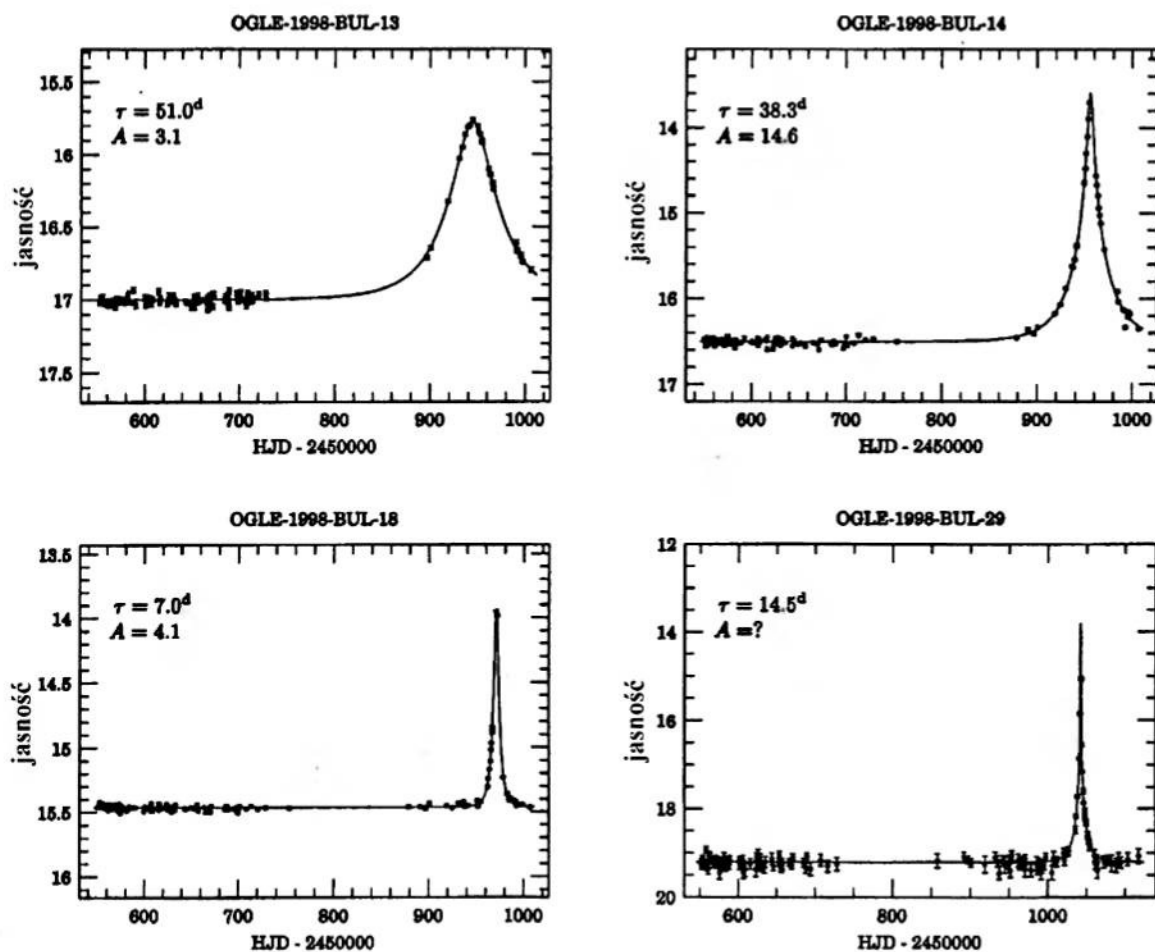 OGLE-1998-BUL-13
15.5
16
16.5
17
17.5
jasność
τ = 51.0ᵈ
A = 3.1
600
700
800
900
1000
HJD - 2450000
OGLE-1998-BUL-14
14
15
16
17
jasność
τ = 38.3ᵈ
A = 14.6
600
700
800
900
1000
HJD - 2450000
OGLE-1998-BUL-18
13.5
14
14.5
15
15.5
16
jasność
τ = 7.0ᵈ
A = 4.1
600
700
800
900
1000
HJD - 2450000
OGLE-1998-BUL-29
12
14
16
18
20
jasność
τ = 14.5ᵈ
A =?
600
800
1000
HJD - 2450000